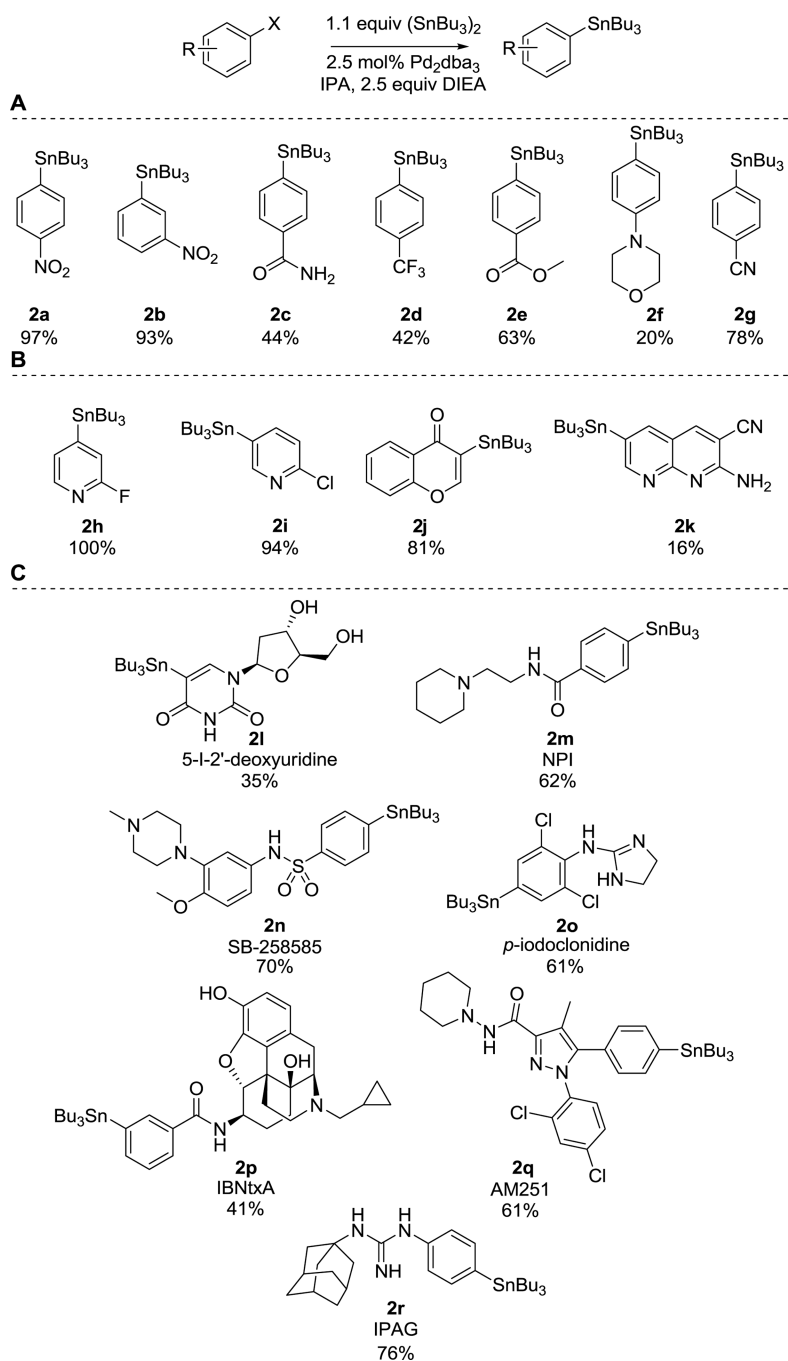 X
R
1.1 equiv (SnBu3)2
2.5 mol% Pd2dba3
IPA, 2.5 equiv DIEA
SnBu3
R
A
SnBu3 SnBu3 SnBu3 SnBu3 SnBu3 SnBu3 SnBu3
NO2 NO2 O NH2 CF3 O O N O CN
2a 2b 2c 2d 2e 2f 2g
97% 93% 44% 42% 63% 20% 78%
B
SnBu3 Bu3Sn O SnBu3 Bu3Sn CN
N F N Cl O N N NH2
2h 2i 2j 2k
100% 94% 81% 16%
C
OH
OH
Bu3Sn N O
O N H O
2l
5-I-2'-deoxyuridine
35%
SnBu3
H N
N
O
2m
NPI
62%
SnBu3
N
N
H N
S
O O
O
2n
SB-258585
70%
Cl
H N
N
HN
Cl
Bu3Sn
2o
p-iodoclonidine
61%
HO
O
OH
O
N
Bu3Sn
N H
2p
IBNtxA
41%
N
O
N H
N
N
SnBu3
Cl
Cl
2q
AM251
61%
H N
H N
NH
SnBu3
2r
IPAG
76%